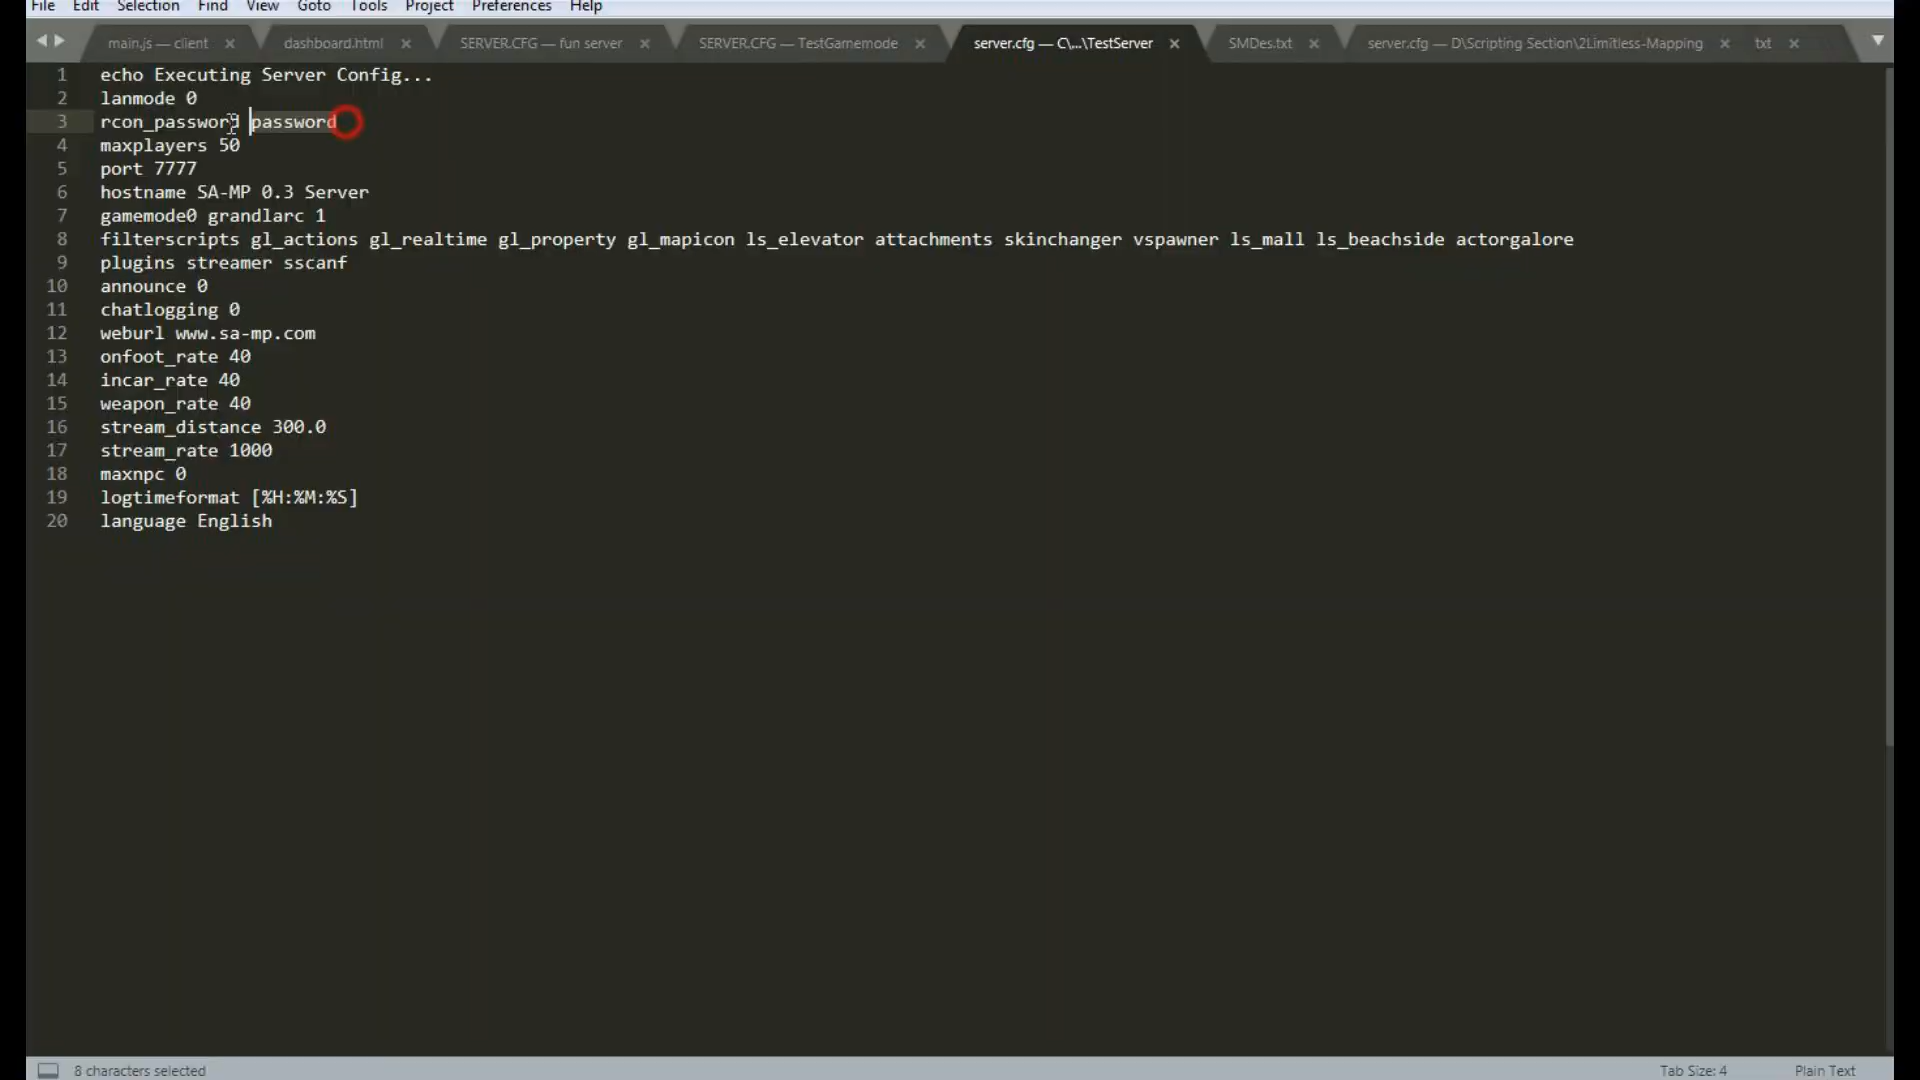 File Edit Selection Find View Goto Tools Project Preferences Help
main.js — client × dashboard.html × SERVER.CFG — fun server × SERVER.CFG — TestGamemode × server.cfg — C\...\TestServer × SMDes.txt × server.cfg — D\Scripting Section\2Limitless-Mapping × txt ×
1 echo Executing Server Config...
2 lanmode 0
3 rcon_password password
4 maxplayers 50
5 port 7777
6 hostname SA-MP 0.3 Server
7 gamemode0 grandlarc 1
8 filterscripts gl_actions gl_realtime gl_property gl_mapicon ls_elevator attachments skinchanger vspawner ls_mall ls_beachside actorgalore
9 plugins streamer sscanf
10 announce 0
11 chatlogging 0
12 weburl www.sa-mp.com
13 onfoot_rate 40
14 incar_rate 40
15 weapon_rate 40
16 stream_distance 300.0
17 stream_rate 1000
18 maxnpc 0
19 logtimeformat [%H:%M:%S]
20 language English
8 characters selected Tab Size: 4 Plain Text